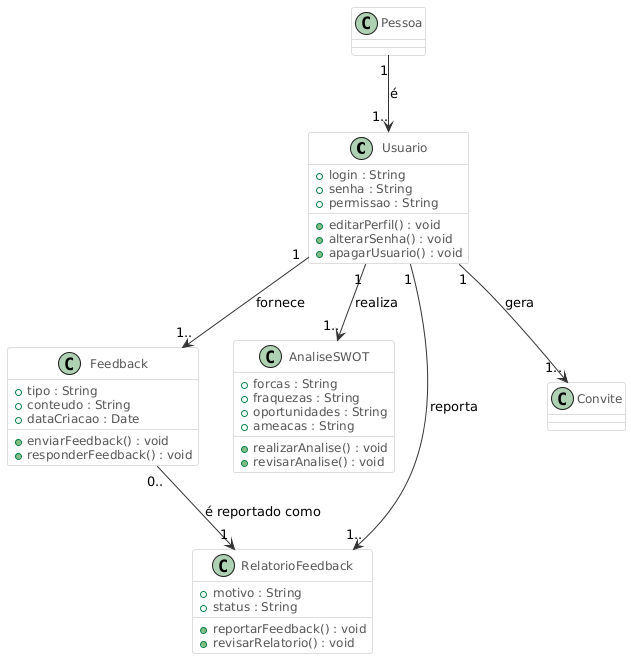 C Pessoa
1
é
1..
C Usuario
login : String
senha : String
permissao : String
editarPerfil() : void
alterarSenha() : void
apagarUsuario() : void
1
1
1
1
fornece
realiza
gera
1..
1..
1..
C Feedback
tipo : String
conteudo : String
dataCriacao : Date
enviarFeedback() : void
responderFeedback() : void
C AnaliseSWOT
forcas : String
fraquezas : String
oportunidades : String
ameacas : String
realizarAnalise() : void
revisarAnalise() : void
reporta
C Convite
0..
é reportado como
1
1..
C RelatorioFeedback
motivo : String
status : String
reportarFeedback() : void
revisarRelatorio() : void